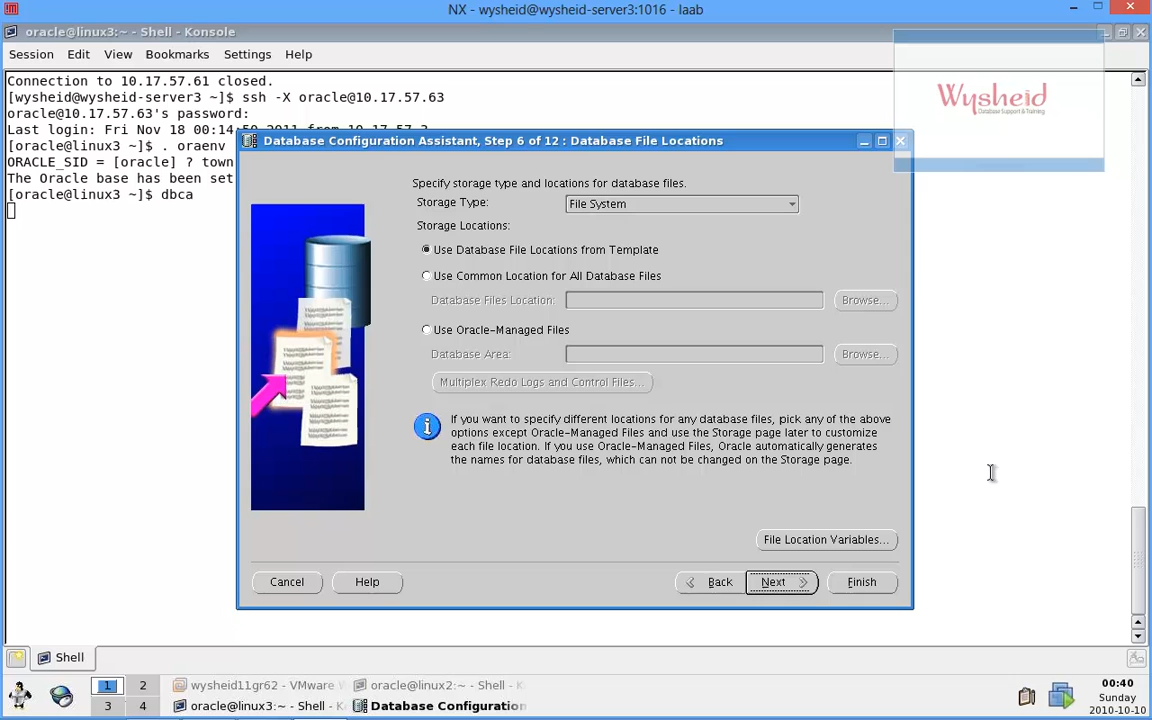 NX - wysheid@wysheid-server3:1016 - laab
oracle@linux3:~ - Shell - Konsole
Session Edit View Bookmarks Settings Help
Connection to 10.17.57.61 closed.
[wysheid@wysheid-server3 ~]$ ssh -X oracle@10.17.57.63
oracle@10.17.57.63's password:
Last login: Fri Nov 18 00:14:50 2011 from 10.17.57.3
[oracle@linux3 ~]$ . oraenv
ORACLE_SID = [oracle] ? town
The Oracle base has been set
[oracle@linux3 ~]$ dbca
Wysheid
Database Support & Training
Database Configuration Assistant, Step 6 of 12 : Database File Locations
Specify storage type and locations for database files.
Storage Type: File System
Storage Locations:
Use Database File Locations from Template
Use Common Location for All Database Files
Database Files Location: Browse...
Use Oracle-Managed Files
Database Area: Browse...
Multiplex Redo Logs and Control Files...
If you want to specify different locations for any database files, pick any of the above
options except Oracle-Managed Files and use the Storage page later to customize
each file location. If you use Oracle-Managed Files, Oracle automatically generates
the names for database files, which can not be changed on the Storage page.
File Location Variables...
Cancel Help Back Next Finish
Shell
1 2 wysheid11gr62 - VMware oracle@linux2:~ - Shell - K
3 4 oracle@linux3:~ - Shell - K Database Configuration
00:40
Sunday
2010-10-10